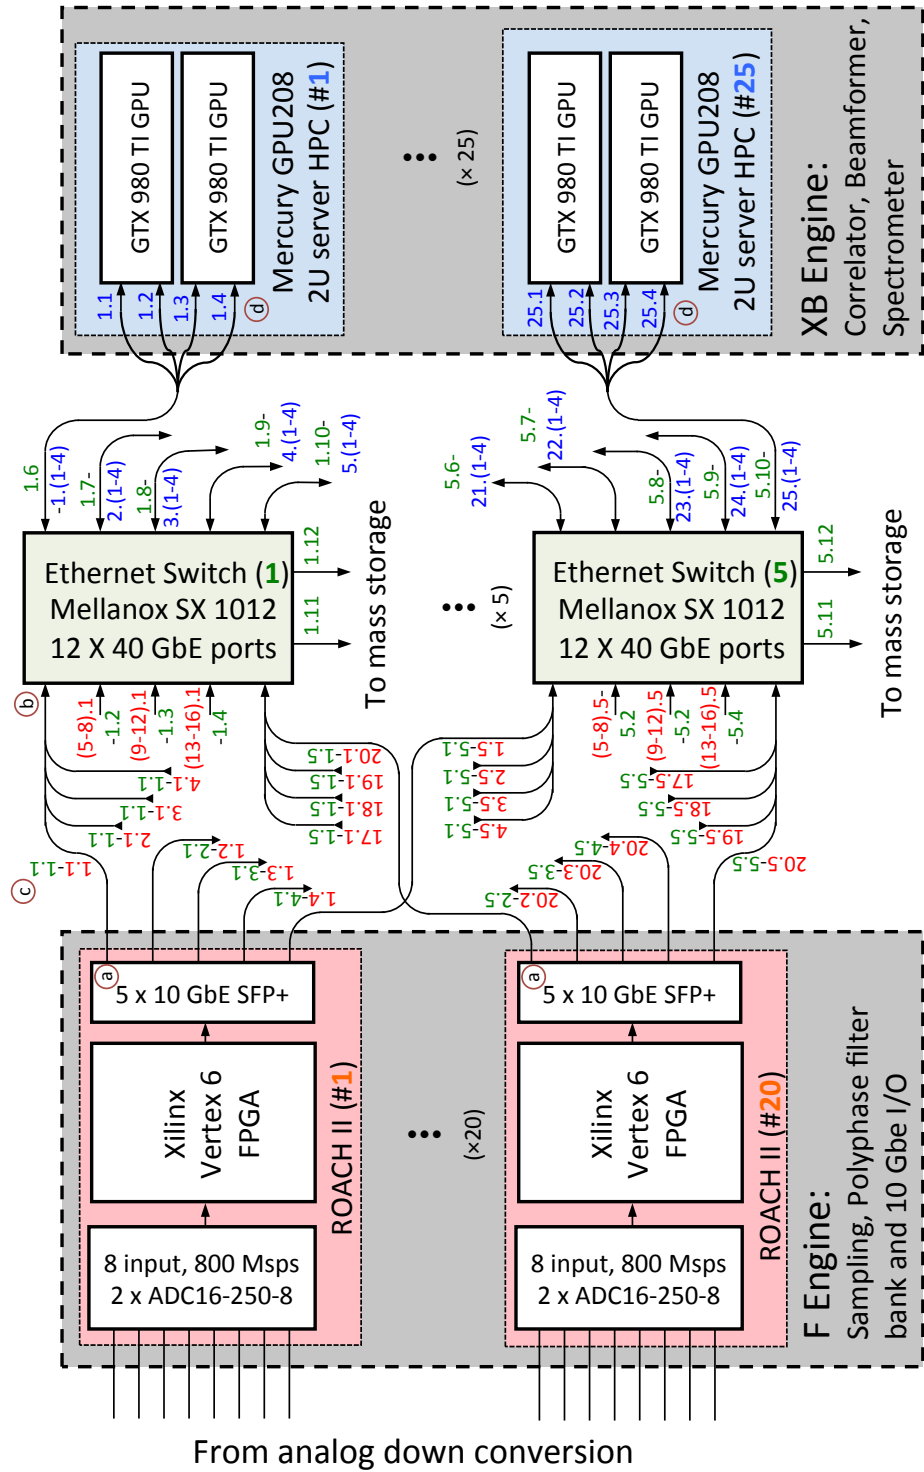 From analog down conversion
8 input, 800 Msps
2 x ADC16-250-8
Xilinx
Vertex 6
FPGA
5 x 10 GbE SFP+
a
ROACH II (#1)
...
(×20)
8 input, 800 Msps
2 x ADC16-250-8
Xilinx
Vertex 6
FPGA
5 x 10 GbE SFP+
a
ROACH II (#20)
F Engine:
Sampling, Polyphase filter
bank and 10 Gbe I/O
c
1.1-1.1
2.1-1.1
3.1-1.1
4.1-1.1
1.2-2.1
1.3-3.1
1.4-4.1
b
(5-8).1
-1.2
(9-12).1
-1.3
(13-16).1
-1.4
17.1-1.5
18.1-1.5
19.1-1.5
20.1-1.5
1.5-5.1
2.5-5.1
3.5-5.1
4.5-5.1
20.2-2.5
20.3-3.5
20.4-4.5
20.5-5.5
(5-8).5-
5.2
(9-12).5
-5.2
(13-16).5
-5.4
17.5-5.5
18.5-5.5
19.5-5.5
Ethernet Switch (1)
Mellanox SX 1012
12 X 40 GbE ports
1.11
1.12
To mass storage
...
(× 5)
Ethernet Switch (5)
Mellanox SX 1012
12 X 40 GbE ports
5.11
5.12
To mass storage
1.6
-1.(1-4)
1.7-
2.(1-4)
1.8-
3.(1-4)
1.9-
4.(1-4)
1.10-
5.(1-4)
5.6-
21.(1-4)
5.7-
22.(1-4)
5.8-
23.(1-4)
5.9-
24.(1-4)
5.10-
25.(1-4)
1.1
1.2
1.3
1.4
d
GTX 980 TI GPU
GTX 980 TI GPU
Mercury GPU208
2U server HPC (#1)
...
(× 25)
25.1
25.2
25.3
25.4
d
GTX 980 TI GPU
GTX 980 TI GPU
Mercury GPU208
2U server HPC (#25)
XB Engine:
Correlator, Beamformer,
Spectrometer